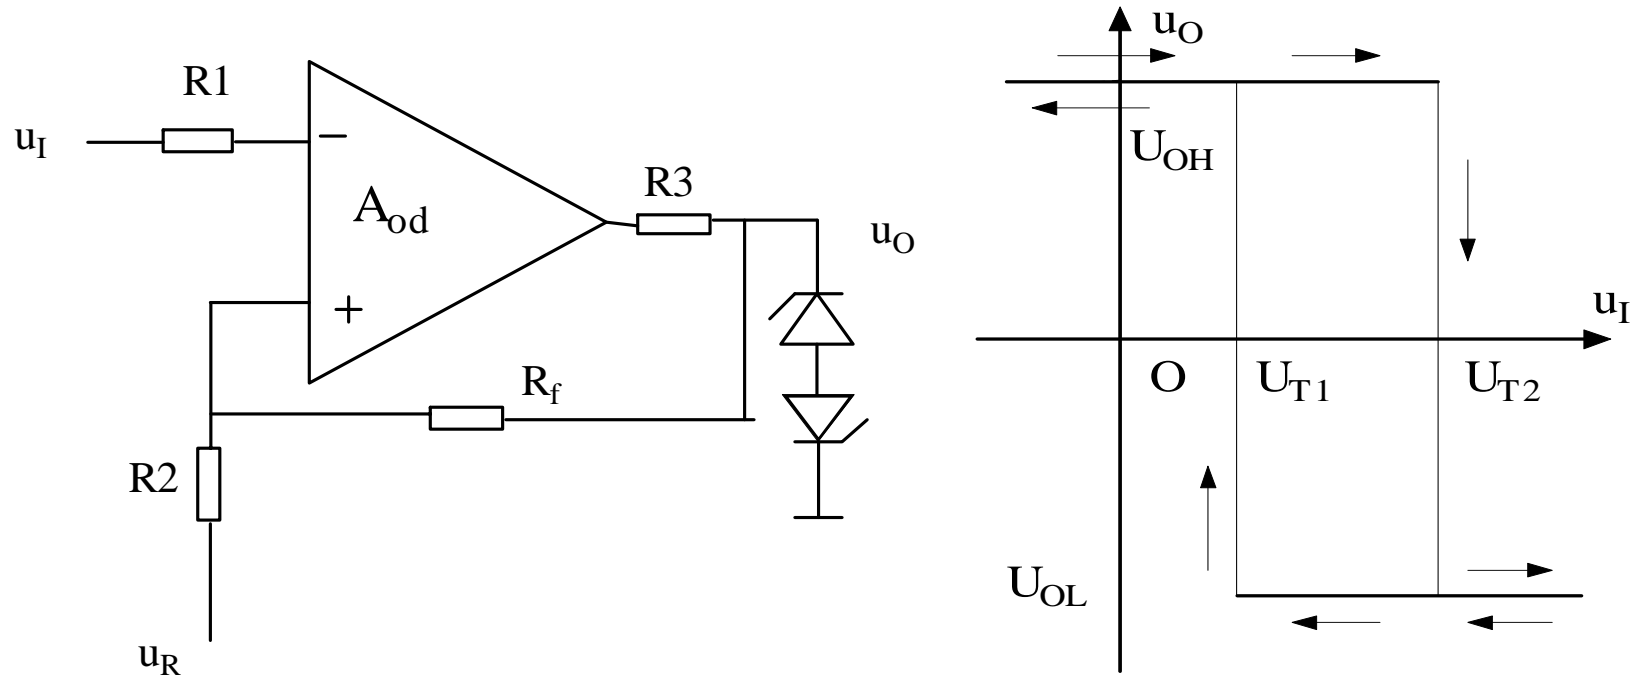 R1
u_I
−
A_od
+
R3
u_O
R_f
R2
u_R
u_O
U_OH
u_I
O
U_T1
U_T2
U_OL